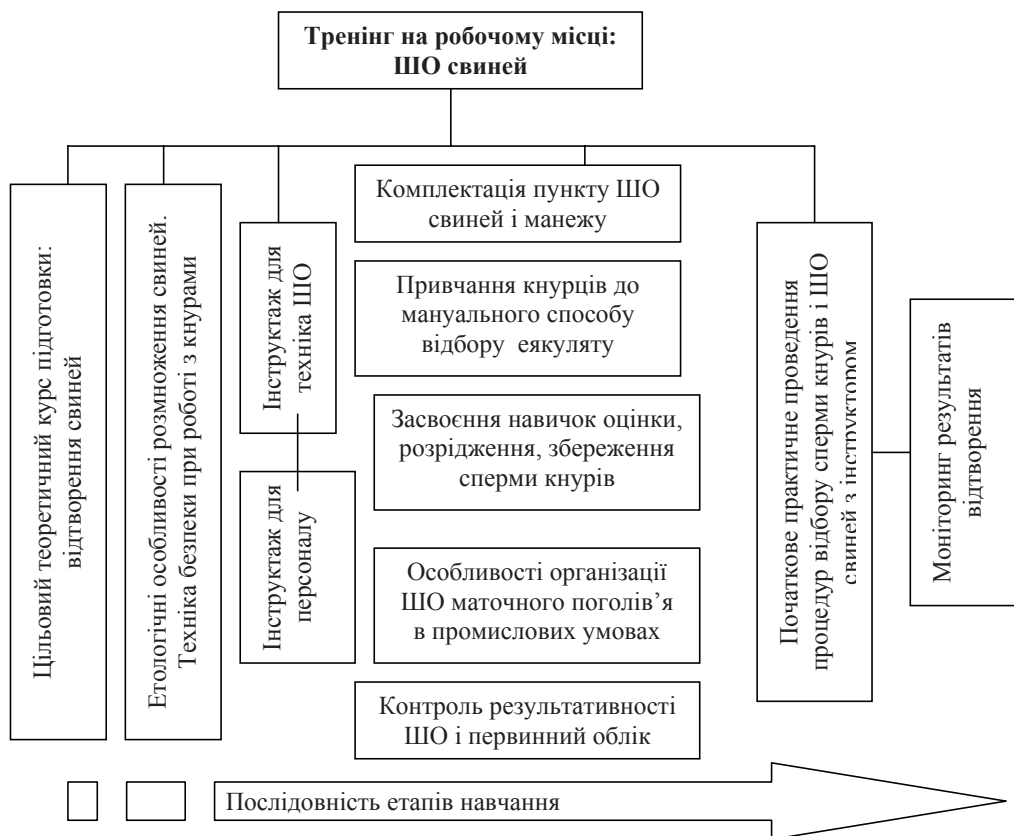 Тренінг на робочому місці:
ШО свиней
Цільовий теоретичний курс підготовки:
відтворення свиней
Етологічні особливості розмноження свиней.
Техніка безпеки при роботі з кнурами
Інструктаж для
техніка ШО
Інструктаж для
персоналу
Комплектація пункту ШО
свиней і манежу
Привчання кнурців до
мануального способу
відбору еякуляту
Засвоєння навичок оцінки,
розрідження, збереження
сперми кнурів
Особливості організації
ШО маточного поголів’я
в промислових умовах
Контроль результативності
ШО і первинний облік
Початкове практичне проведення
процедур відбору сперми кнурів і ШО
свиней з інструктором
Моніторинг результатів
відтворення
Послідовність етапів навчання